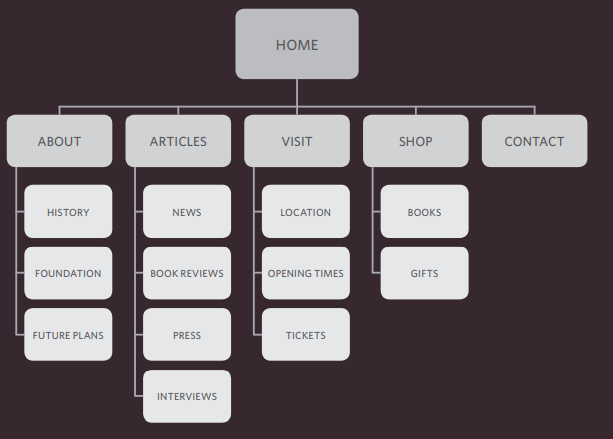 HOME
ABOUT
ARTICLES
VISIT
SHOP
CONTACT
HISTORY
NEWS
LOCATION
BOOKS
FOUNDATION
BOOK REVIEWS
OPENING TIMES
GIFTS
FUTURE PLANS
PRESS
TICKETS
INTERVIEWS